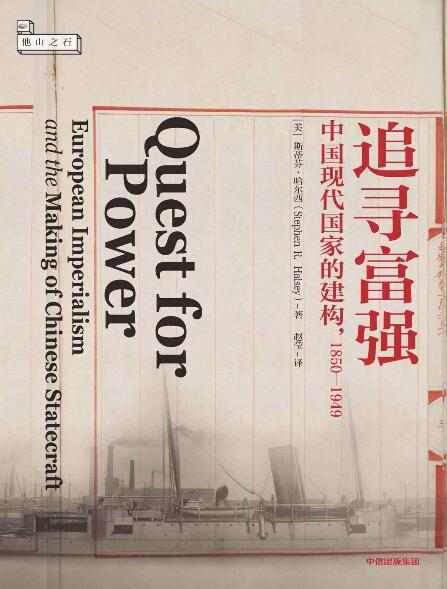 他山之石
追寻富强
中国现代国家的建构，1850—1949
[美] 斯蒂芬·哈尔西（Stephen R. Halsey）-著 赵莹-译
Quest for
Power
European Imperialism
and the Making of Chinese Statecraft
中信出版集团